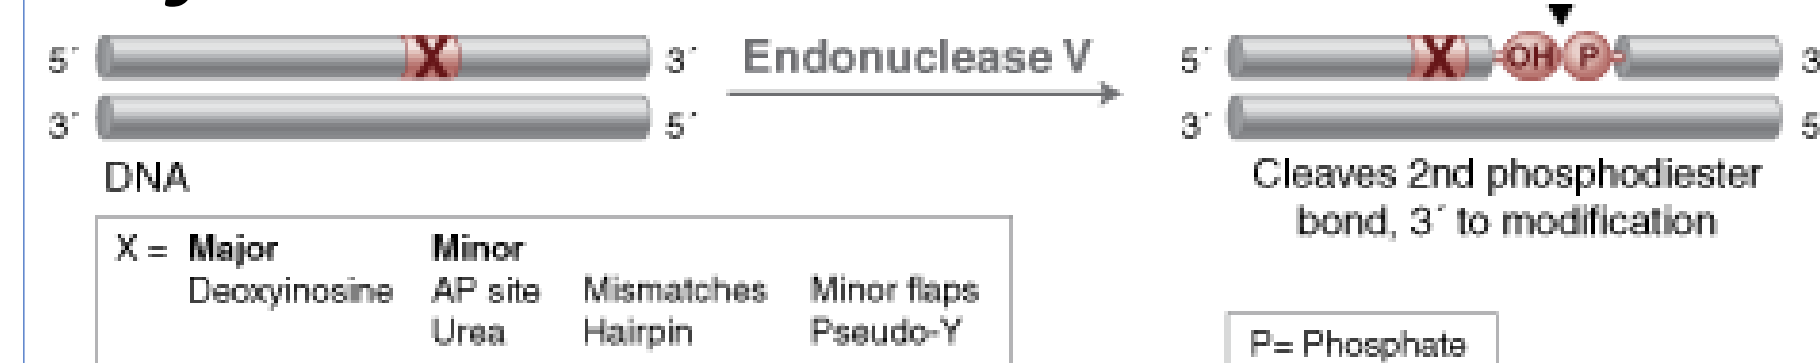 5´ X 3´ Endonuclease V 5´ X OH P 3
3´ 5´ 3´ 5
DNA
Cleaves 2nd phosphodiester
bond, 3´ to modification
X = Major Minor
Deoxyinosine AP site Mismatches Minor flaps
Urea Hairpin Pseudo-Y
P= Phosphate